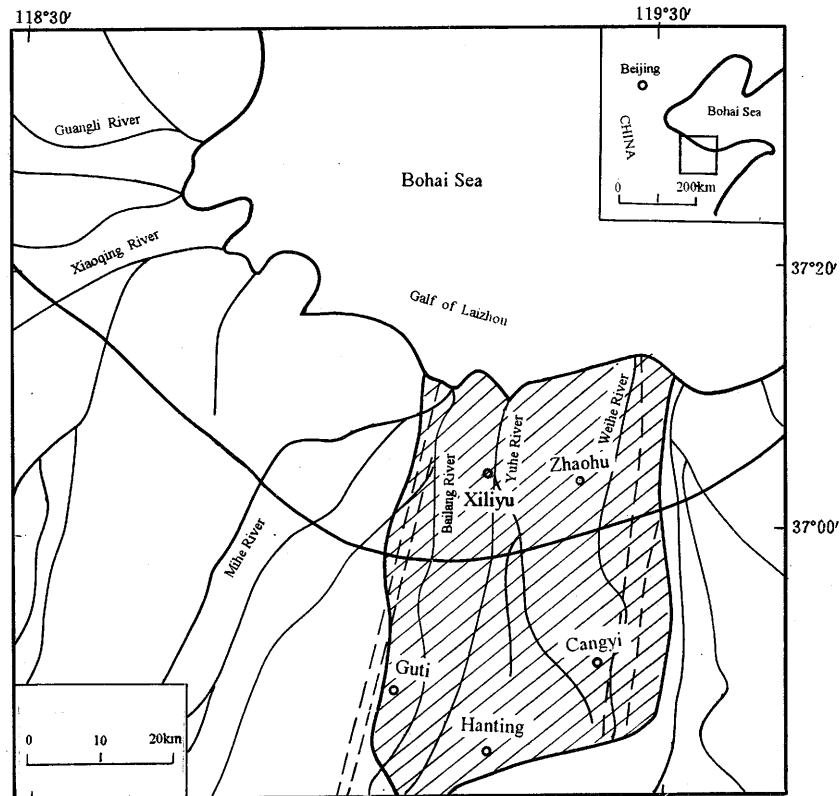 118°30′
119°30′
Beijing
Bohai Sea
CHINA
0 200km
Guangli River
Bohai Sea
Xiaoqing River
37°20′
Galf of Laizhou
Weihe River
Yuhe River
Zhaohu
Bailang River
Xiliyu
37°00′
Mihe River
Cangyi
Guti
Hanting
0 10 20km